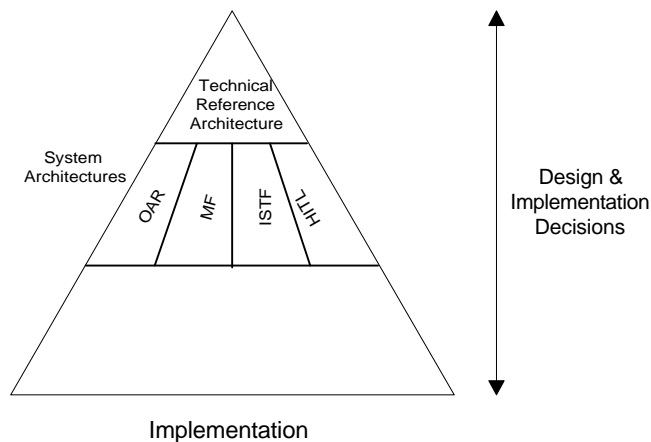 Technical
Reference
Architecture
System
Architectures
OAR
MF
ISTF
HITL
Design &
Implementation
Decisions
Implementation